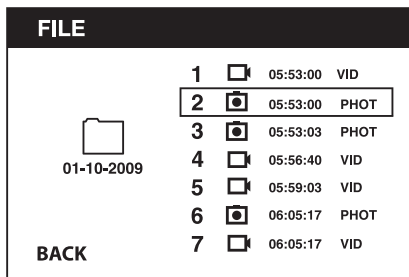 FILE
1 05:53:00 VID
2 05:53:00 PHOT
3 05:53:03 PHOT
4 05:56:40 VID
5 05:59:03 VID
6 06:05:17 PHOT
7 06:05:17 VID
01-10-2009
BACK